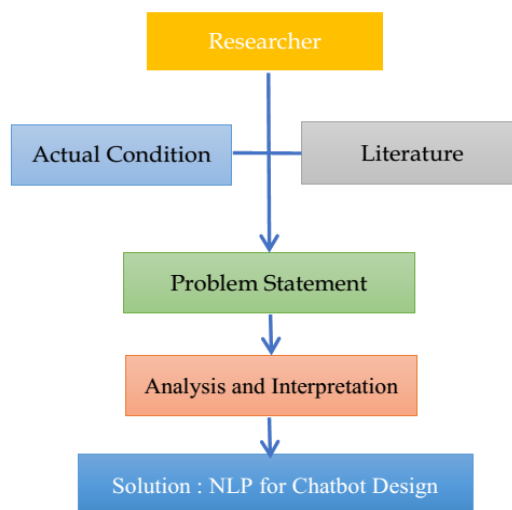 Researcher
Actual Condition
Literature
Problem Statement
Analysis and Interpretation
Solution : NLP for Chatbot Design